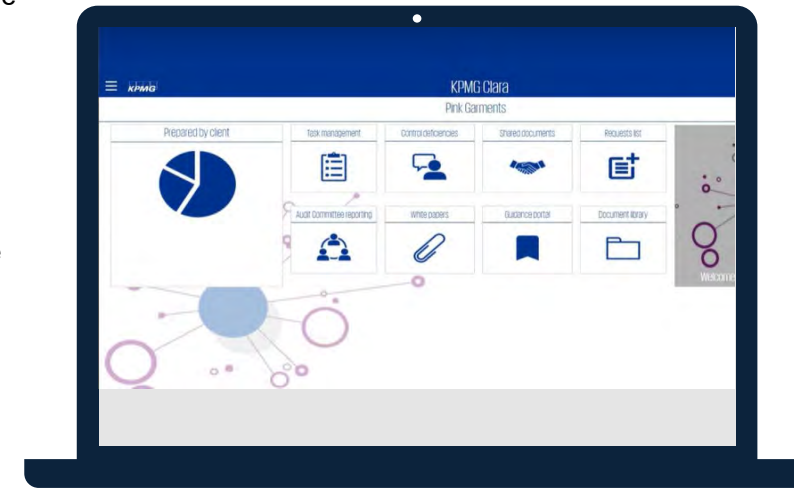 e
KPMG KPMG Clara
Pink Garments
Prepared by client
Task management
Control deficiencies
Shared documents
Requests list
Audit Committee reporting
White papers
Guidance portal
Document library
Welcome
e